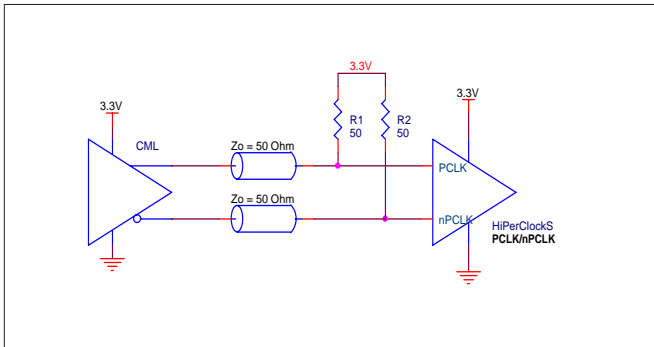 3.3V
3.3V
3.3V
R1
50
R2
50
CML
Zo = 50 Ohm
PCLK
Zo = 50 Ohm
nPCLK
HiPerClockS
PCLK/nPCLK